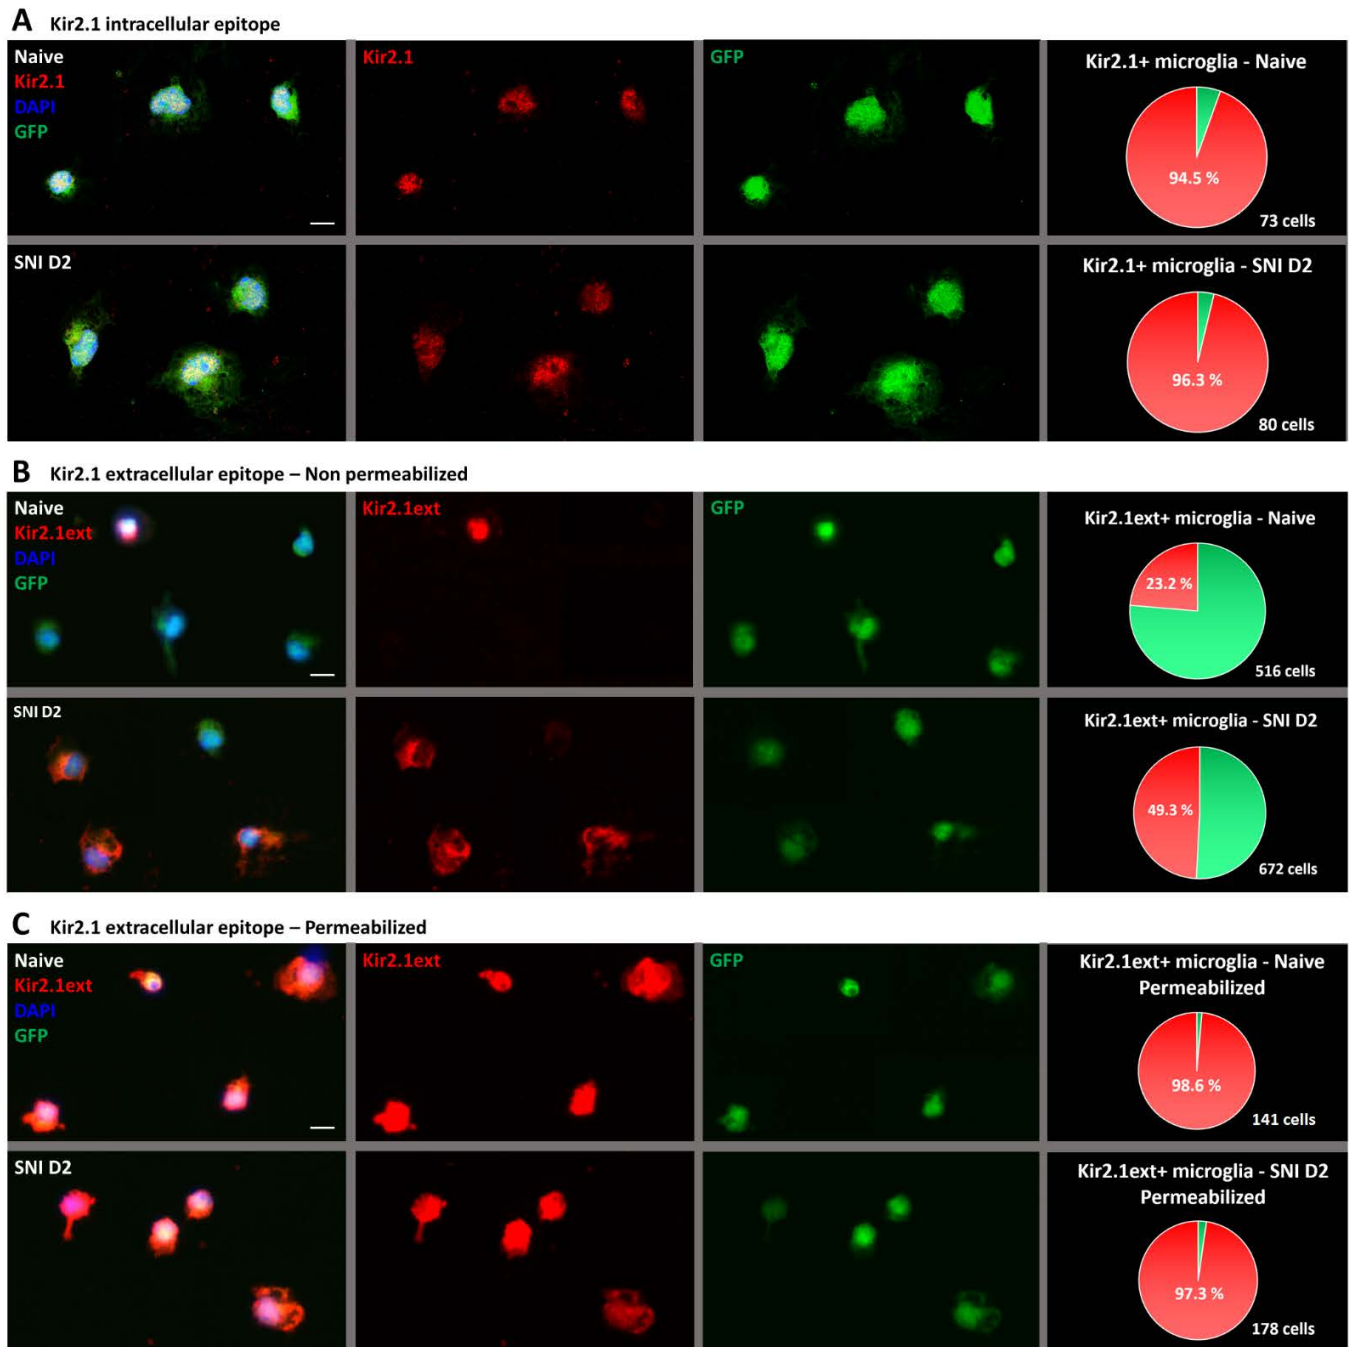 A Kir2.1 intracellular epitope
Naive
Kir2.1
DAPI
GFP
Kir2.1
GFP
Kir2.1+ microglia - Naive
94.5 %
73 cells
SNI D2
Kir2.1+ microglia - SNI D2
96.3 %
80 cells
B Kir2.1 extracellular epitope – Non permeabilized
Naive
Kir2.1ext
DAPI
GFP
Kir2.1ext
GFP
Kir2.1ext+ microglia - Naive
23.2 %
516 cells
SNI D2
Kir2.1ext+ microglia - SNI D2
49.3 %
672 cells
C Kir2.1 extracellular epitope – Permeabilized
Naive
Kir2.1ext
DAPI
GFP
Kir2.1ext
GFP
Kir2.1ext+ microglia - Naive
Permeabilized
98.6 %
141 cells
SNI D2
Kir2.1ext+ microglia - SNI D2
Permeabilized
97.3 %
178 cells